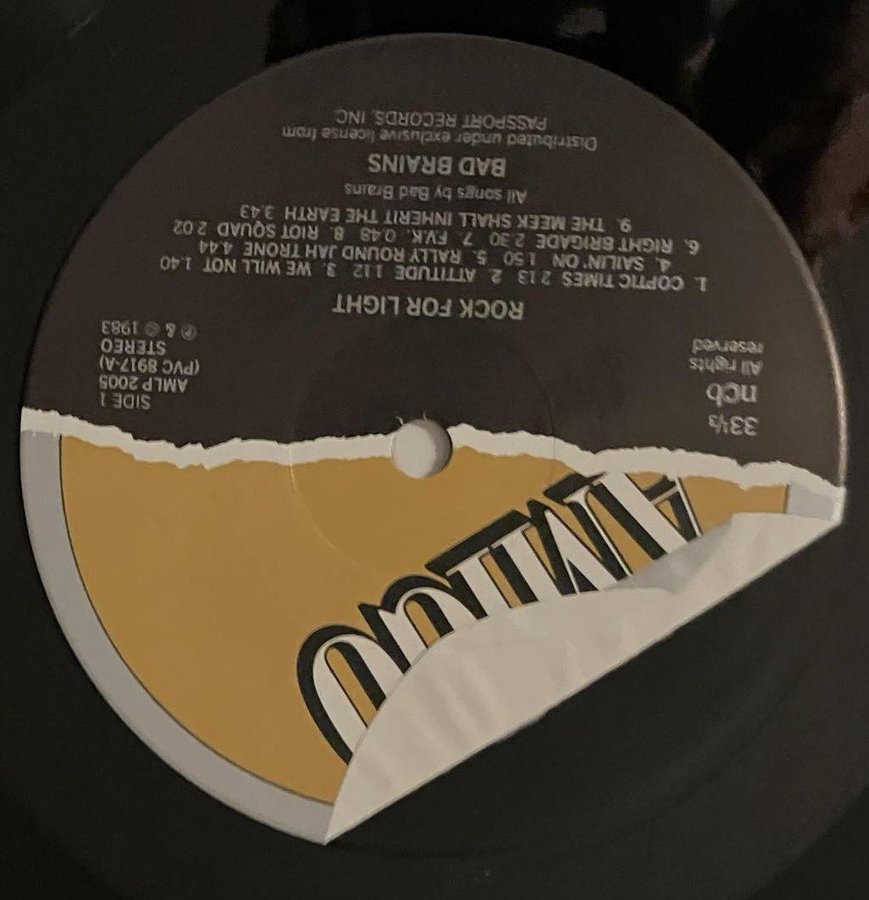 AMIGO
33⅓
ncb
All rights
reserved
SIDE 1
AMLP 2005
(PVC 8917-A)
STEREO
℗ & © 1983
ROCK FOR LIGHT
1. COPTIC TIMES 2.13 2. ATTITUDE 1.12 3. WE WILL NOT 1.40
4. SAILIN' ON 1.50 5. RALLY ROUND JAH TRONE 4.44
6. RIGHT BRIGADE 2.30 7. F.V.K. 0.48 8. RIOT SQUAD 2.02
9. THE MEEK SHALL INHERIT THE EARTH 3.43
All songs by Bad Brains
BAD BRAINS
Distributed under exclusive license from
PASSPORT RECORDS, INC.